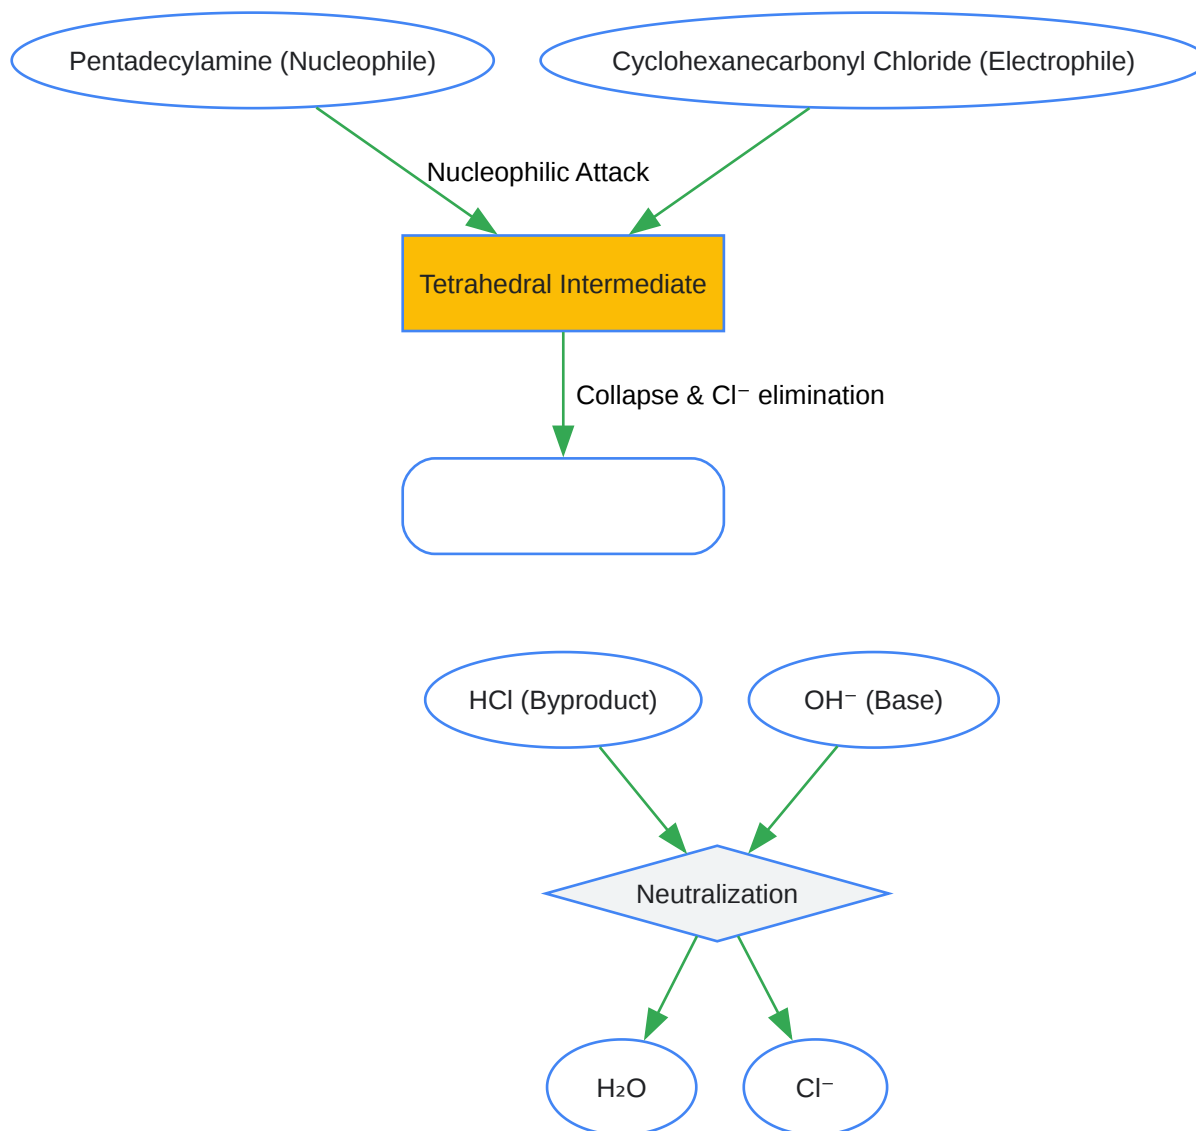 Pentadecylamine (Nucleophile)
Cyclohexanecarbonyl Chloride (Electrophile)
Nucleophilic Attack
Tetrahedral Intermediate
Collapse & Cl⁻ elimination
HCl (Byproduct)
OH⁻ (Base)
Neutralization
H₂O
Cl⁻